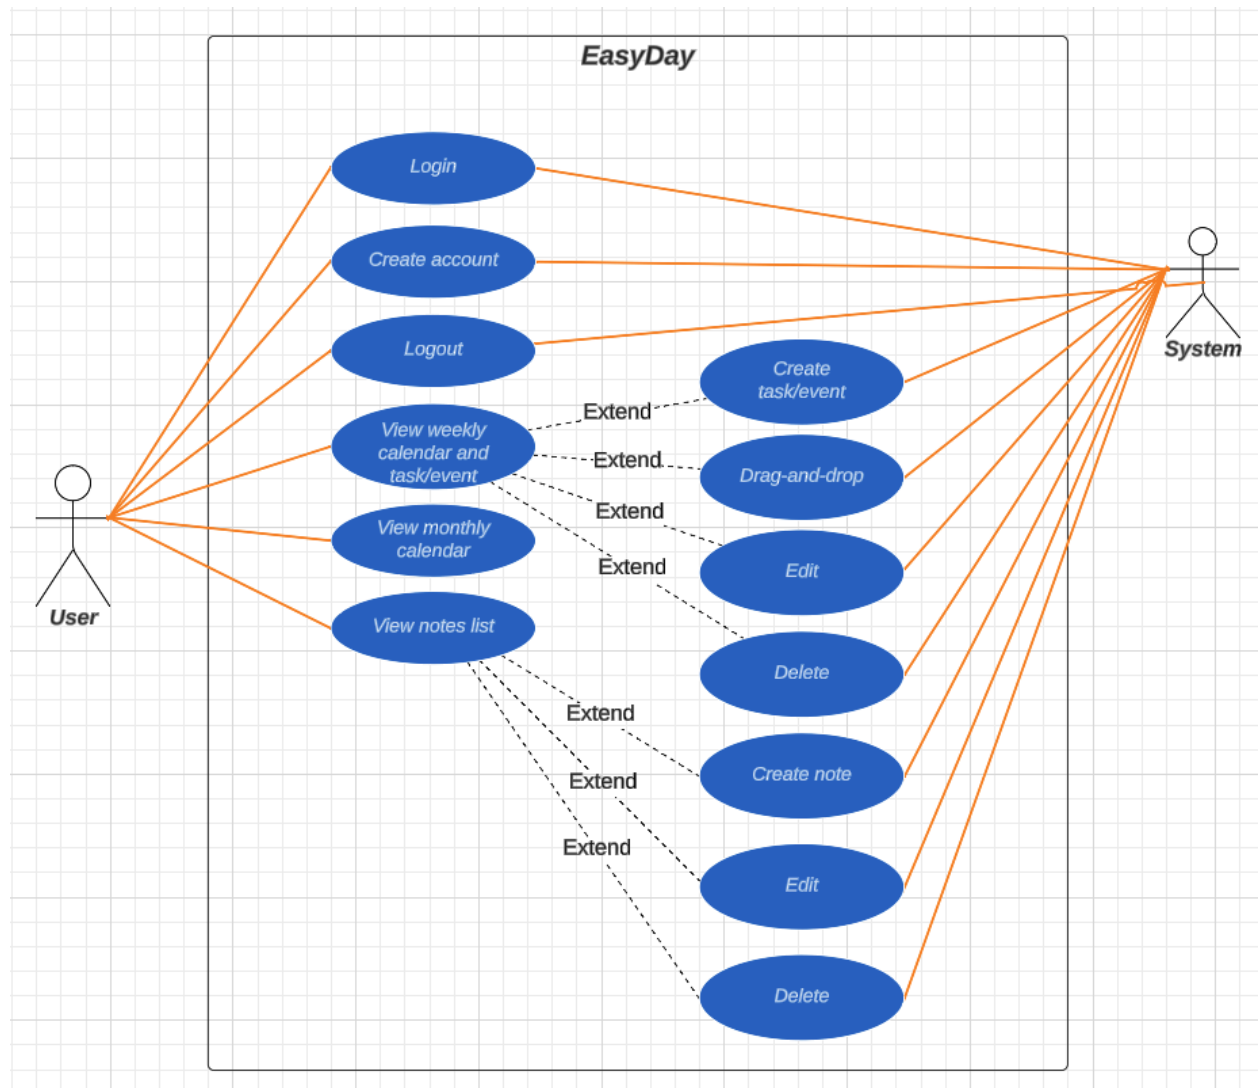 EasyDay
Login
Create account
Logout
View weekly
calendar and
task/event
View monthly
calendar
View notes list
User
System
Extend
Extend
Extend
Extend
Extend
Extend
Extend
Create
task/event
Drag-and-drop
Edit
Delete
Create note
Edit
Delete